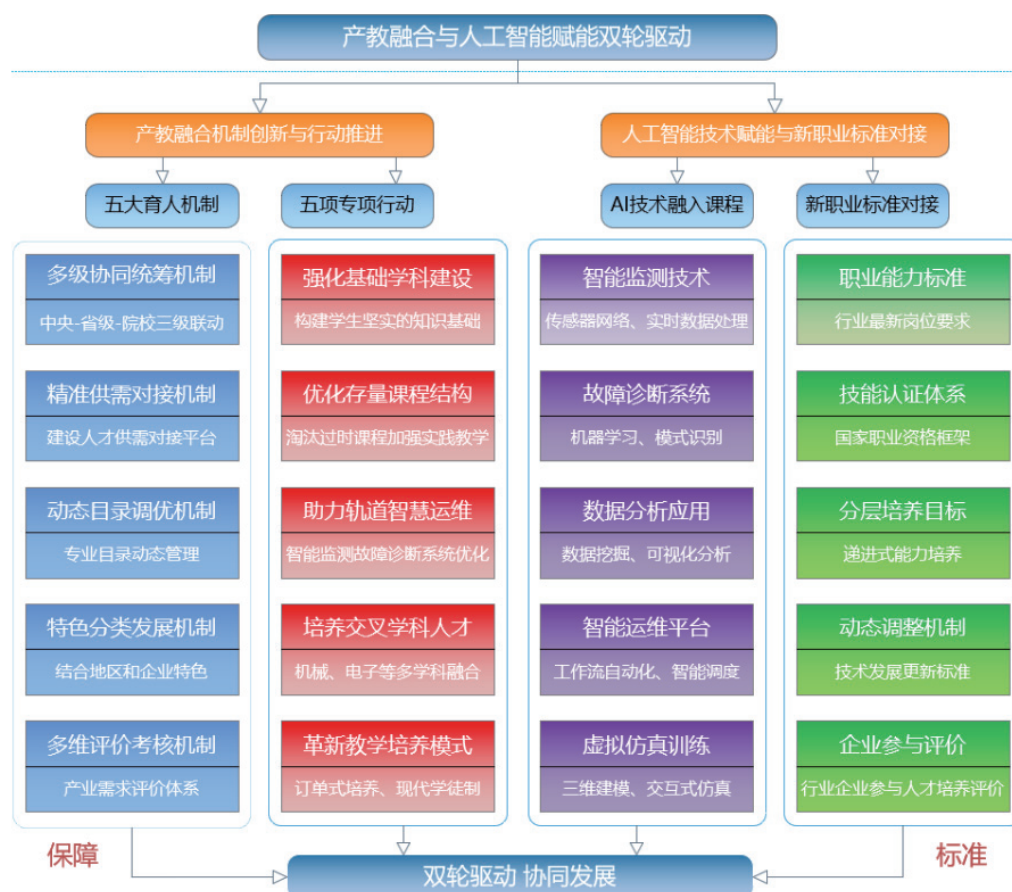 产教融合与人工智能赋能双轮驱动
产教融合机制创新与行动推进
人工智能技术赋能与新职业标准对接
五大育人机制
五项专项行动
AI技术融入课程
新职业标准对接
多级协同统筹机制
中央-省级-院校三级联动
精准供需对接机制
建设人才供需对接平台
动态目录调优机制
专业目录动态管理
特色分类发展机制
结合地区和企业特色
多维评价考核机制
产业需求评价体系
强化基础学科建设
构建学生坚实的知识基础
优化存量课程结构
淘汰过时课程加强实践教学
助力轨道智慧运维
智能监测故障诊断系统优化
培养交叉学科人才
机械、电子等多学科融合
革新教学培养模式
订单式培养、现代学徒制
智能监测技术
传感器网络、实时数据处理
故障诊断系统
机器学习、模式识别
数据分析应用
数据挖掘、可视化分析
智能运维平台
工作流自动化、智能调度
虚拟仿真训练
三维建模、交互式仿真
职业能力标准
行业最新岗位要求
技能认证体系
国家职业资格框架
分层培养目标
递进式能力培养
动态调整机制
技术发展更新标准
企业参与评价
行业企业参与人才培养评价
保障
标准
双轮驱动 协同发展